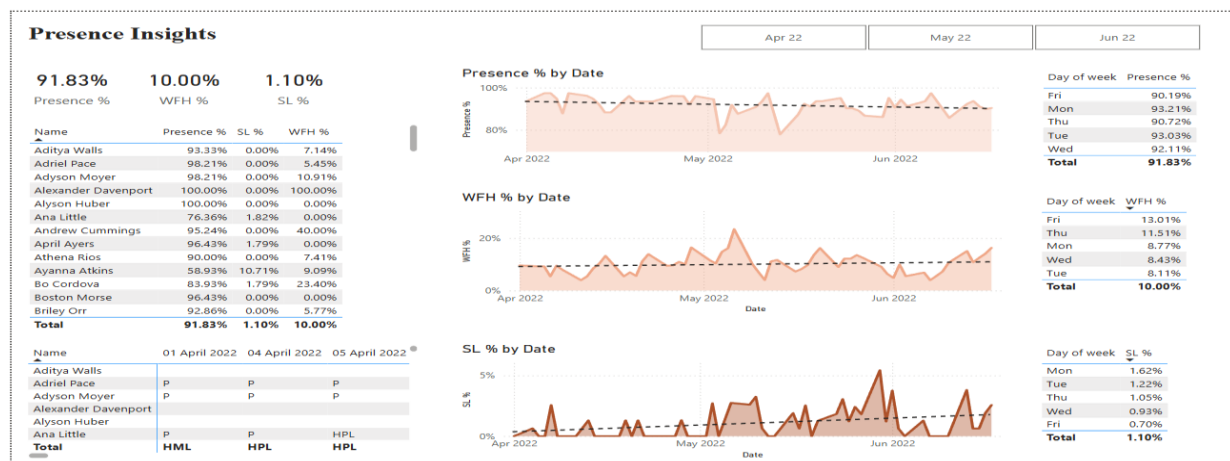 Presence Insights
Apr 22 May 22 Jun 22
91.83% 10.00% 1.10%
Presence % WFH % SL %
Name Presence % SL % WFH %
Aditya Walls 93.33% 0.00% 7.14%
Adriel Pace 98.21% 0.00% 5.45%
Adyson Moyer 98.21% 0.00% 10.91%
Alexander Davenport 100.00% 0.00% 100.00%
Alyson Huber 100.00% 0.00% 0.00%
Ana Little 76.36% 1.82% 0.00%
Andrew Cummings 95.24% 0.00% 40.00%
April Ayers 96.43% 1.79% 0.00%
Athena Rios 90.00% 0.00% 7.41%
Ayanna Atkins 58.93% 10.71% 9.09%
Bo Cordova 83.93% 1.79% 23.40%
Boston Morse 96.43% 0.00% 0.00%
Briley Orr 92.86% 0.00% 5.77%
Total 91.83% 1.10% 10.00%
Name 01 April 2022 04 April 2022 05 April 2022
Aditya Walls
Adriel Pace P P P
Adyson Moyer P P P
Alexander Davenport
Alyson Huber
Ana Little P P HPL
Total HML HPL HPL
Presence % by Date
Presence %
100%
80%
Apr 2022 May 2022 Jun 2022
WFH % by Date
WFH %
20%
0%
Apr 2022 May 2022 Jun 2022
Date
SL % by Date
SL %
5%
0%
Apr 2022 May 2022 Jun 2022
Date
Day of week Presence %
Fri 90.19%
Mon 93.21%
Thu 90.72%
Tue 93.03%
Wed 92.11%
Total 91.83%
Day of week WFH %
Fri 13.01%
Thu 11.51%
Mon 8.77%
Wed 8.43%
Tue 8.11%
Total 10.00%
Day of week SL %
Mon 1.62%
Tue 1.22%
Thu 1.05%
Wed 0.93%
Fri 0.70%
Total 1.10%